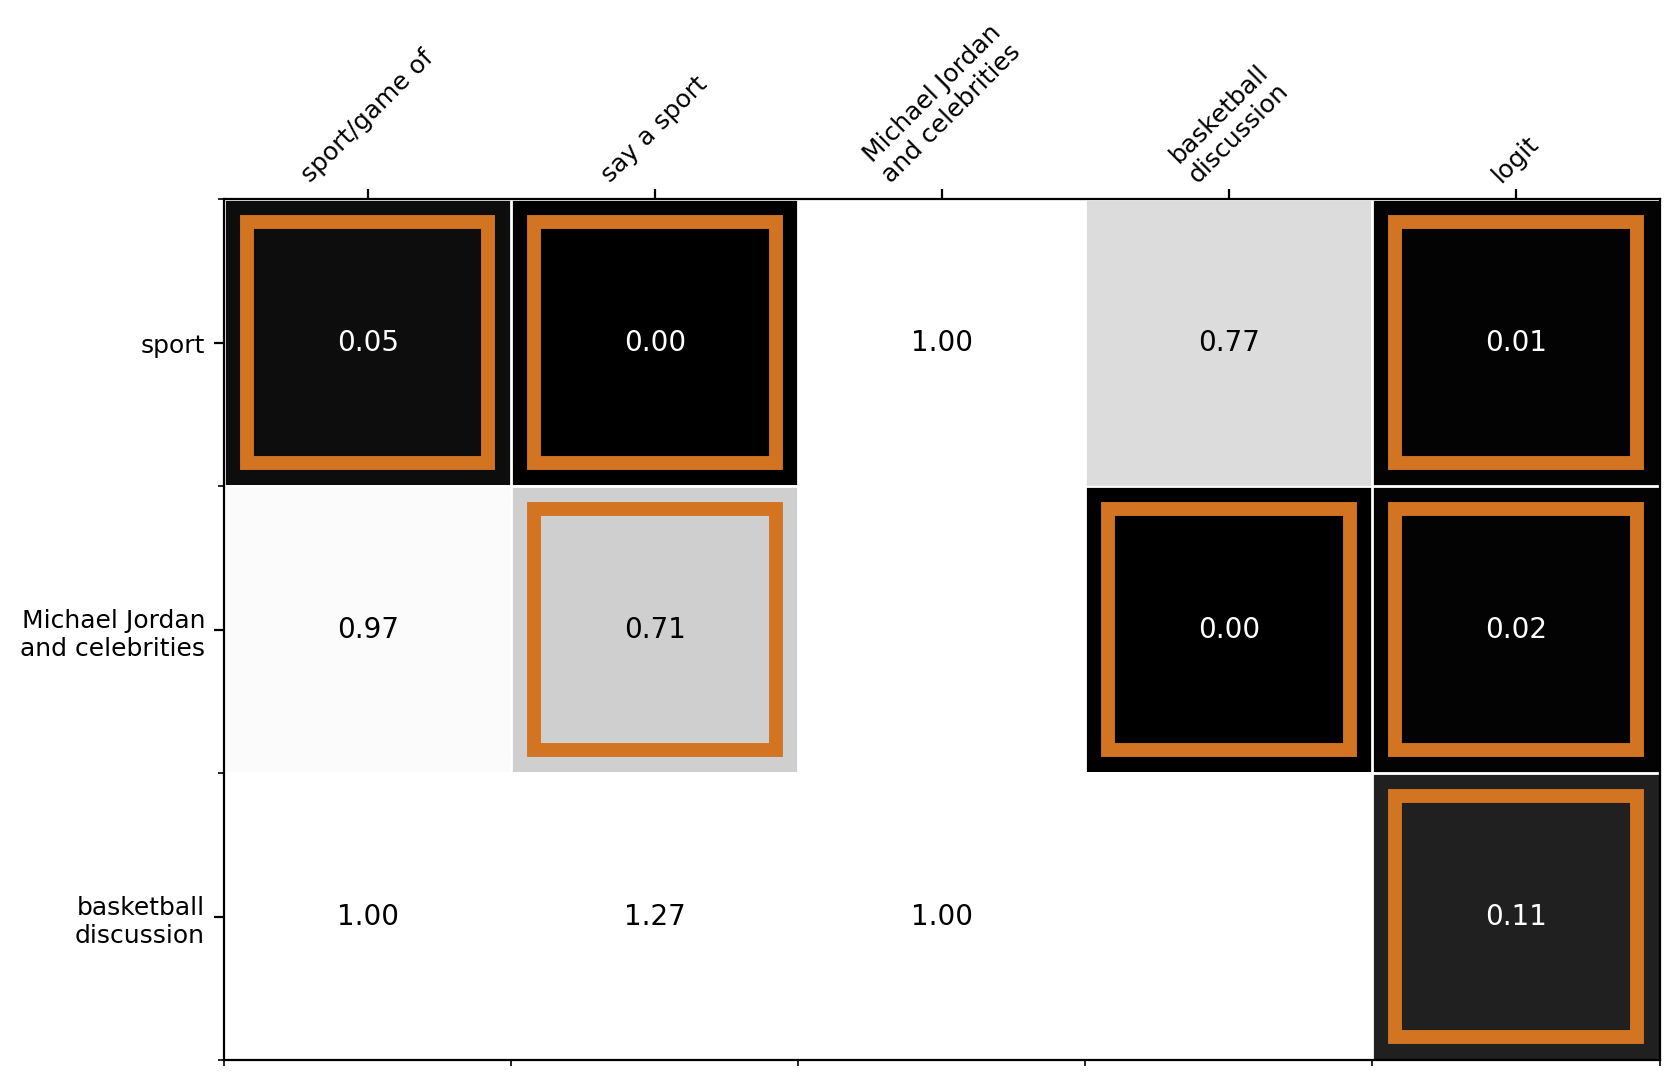 sport/game of
say a sport
Michael Jordan
and celebrities
basketball
discussion
logit
sport
0.05
0.00
1.00
0.77
0.01
Michael Jordan
and celebrities
0.97
0.71
0.00
0.02
basketball
discussion
1.00
1.27
1.00
0.11